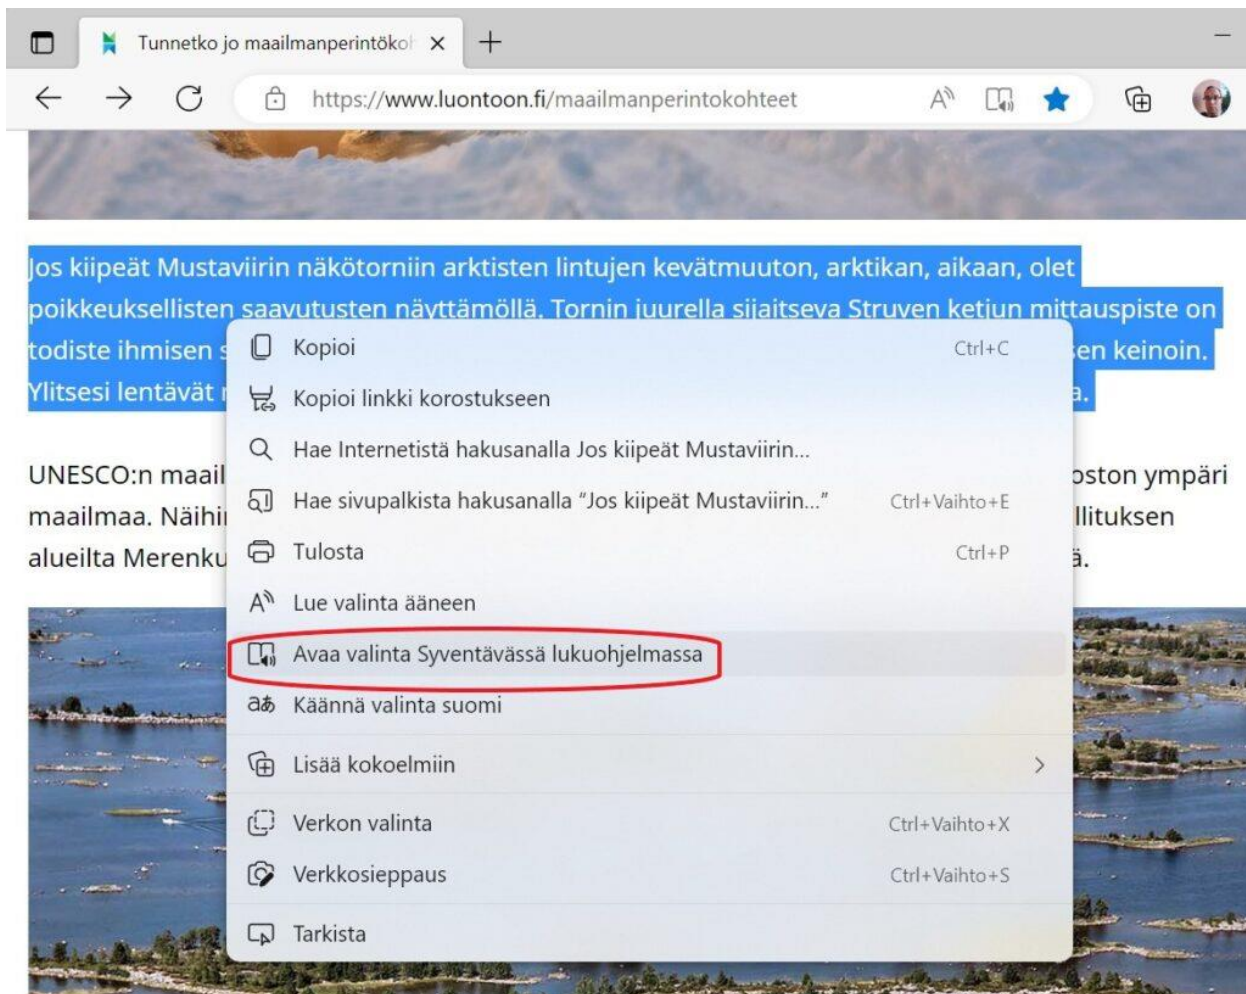 Tunnetko jo maailmanperintökoh
https://www.luontoon.fi/maailmanperintokohteet
Jos kiipeät Mustaviirin näkötorniin arktisten lintujen kevätmuuton, arktikan, aikaan, olet
poikkeuksellisten saavutusten näyttämöllä. Tornin juurella sijaitseva Struven ketjun mittauspiste on
todiste ihmisen s
sen keinoin.
Ylitsesi lentävät
a.
UNESCO:n maail
oston ympäri
maailmaa. Näihi
llituksen
alueilta Merenku
ä.
Kopioi Ctrl+C
Kopioi linkki korostukseen
Hae Internetistä hakusanalla Jos kiipeät Mustaviirin...
Hae sivupalkista hakusanalla “Jos kiipeät Mustaviirin...” Ctrl+Vaihto+E
Tulosta Ctrl+P
Lue valinta ääneen
Avaa valinta Syventävässä lukuohjelmassa
Käännä valinta suomi
Lisää kokoelmiin
Verkon valinta Ctrl+Vaihto+X
Verkkosieppaus Ctrl+Vaihto+S
Tarkista